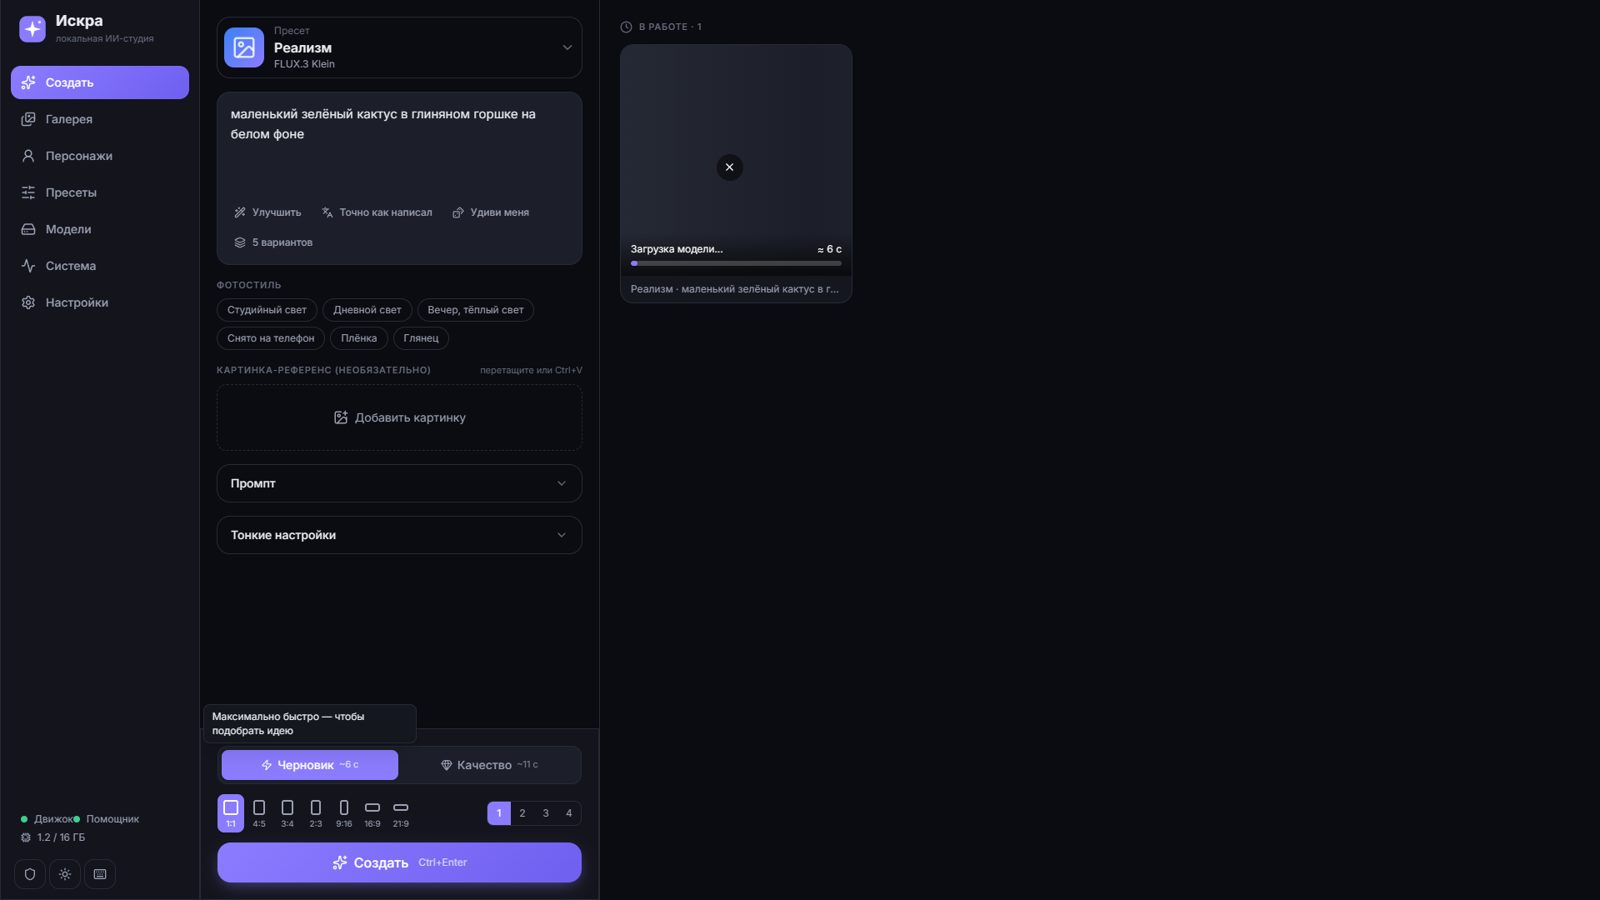 Искра
локальная ИИ-студия
Создать
Галерея
Персонажи
Пресеты
Модели
Система
Настройки
Движок
Помощник
1.2 / 16 ГБ
Пресет
Реализм
FLUX.3 Klein
маленький зелёный кактус в глиняном горшке на
белом фоне
Улучшить
Точно как написал
Удиви меня
5 вариантов
ФОТОСТИЛЬ
Студийный свет
Дневной свет
Вечер, тёплый свет
Снято на телефон
Плёнка
Глянец
КАРТИНКА-РЕФЕРЕНС (НЕОБЯЗАТЕЛЬНО)
перетащите или Ctrl+V
Добавить картинку
Промпт
Тонкие настройки
Максимально быстро — чтобы
подобрать идею
Черновик ~6 с
Качество ~11 с
1:1
4:5
3:4
2:3
9:16
16:9
21:9
1
2
3
4
Создать Ctrl+Enter
В РАБОТЕ · 1
Загрузка модели...
≈ 6 с
Реализм · маленький зелёный кактус в г...